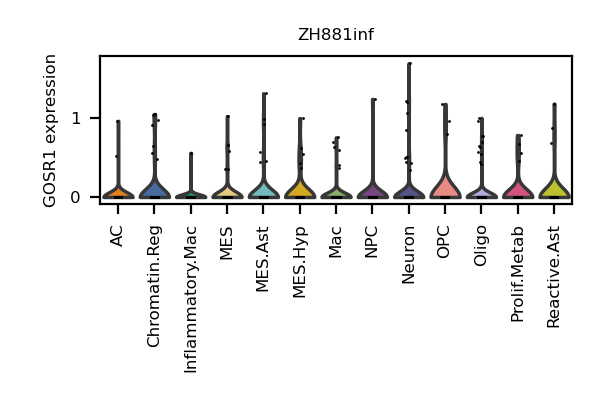 ZH881inf
GOSR1 expression
1
0
AC
Chromatin.Reg
Inflammatory.Mac
MES
MES.Ast
MES.Hyp
Mac
NPC
Neuron
OPC
Oligo
Prolif.Metab
Reactive.Ast